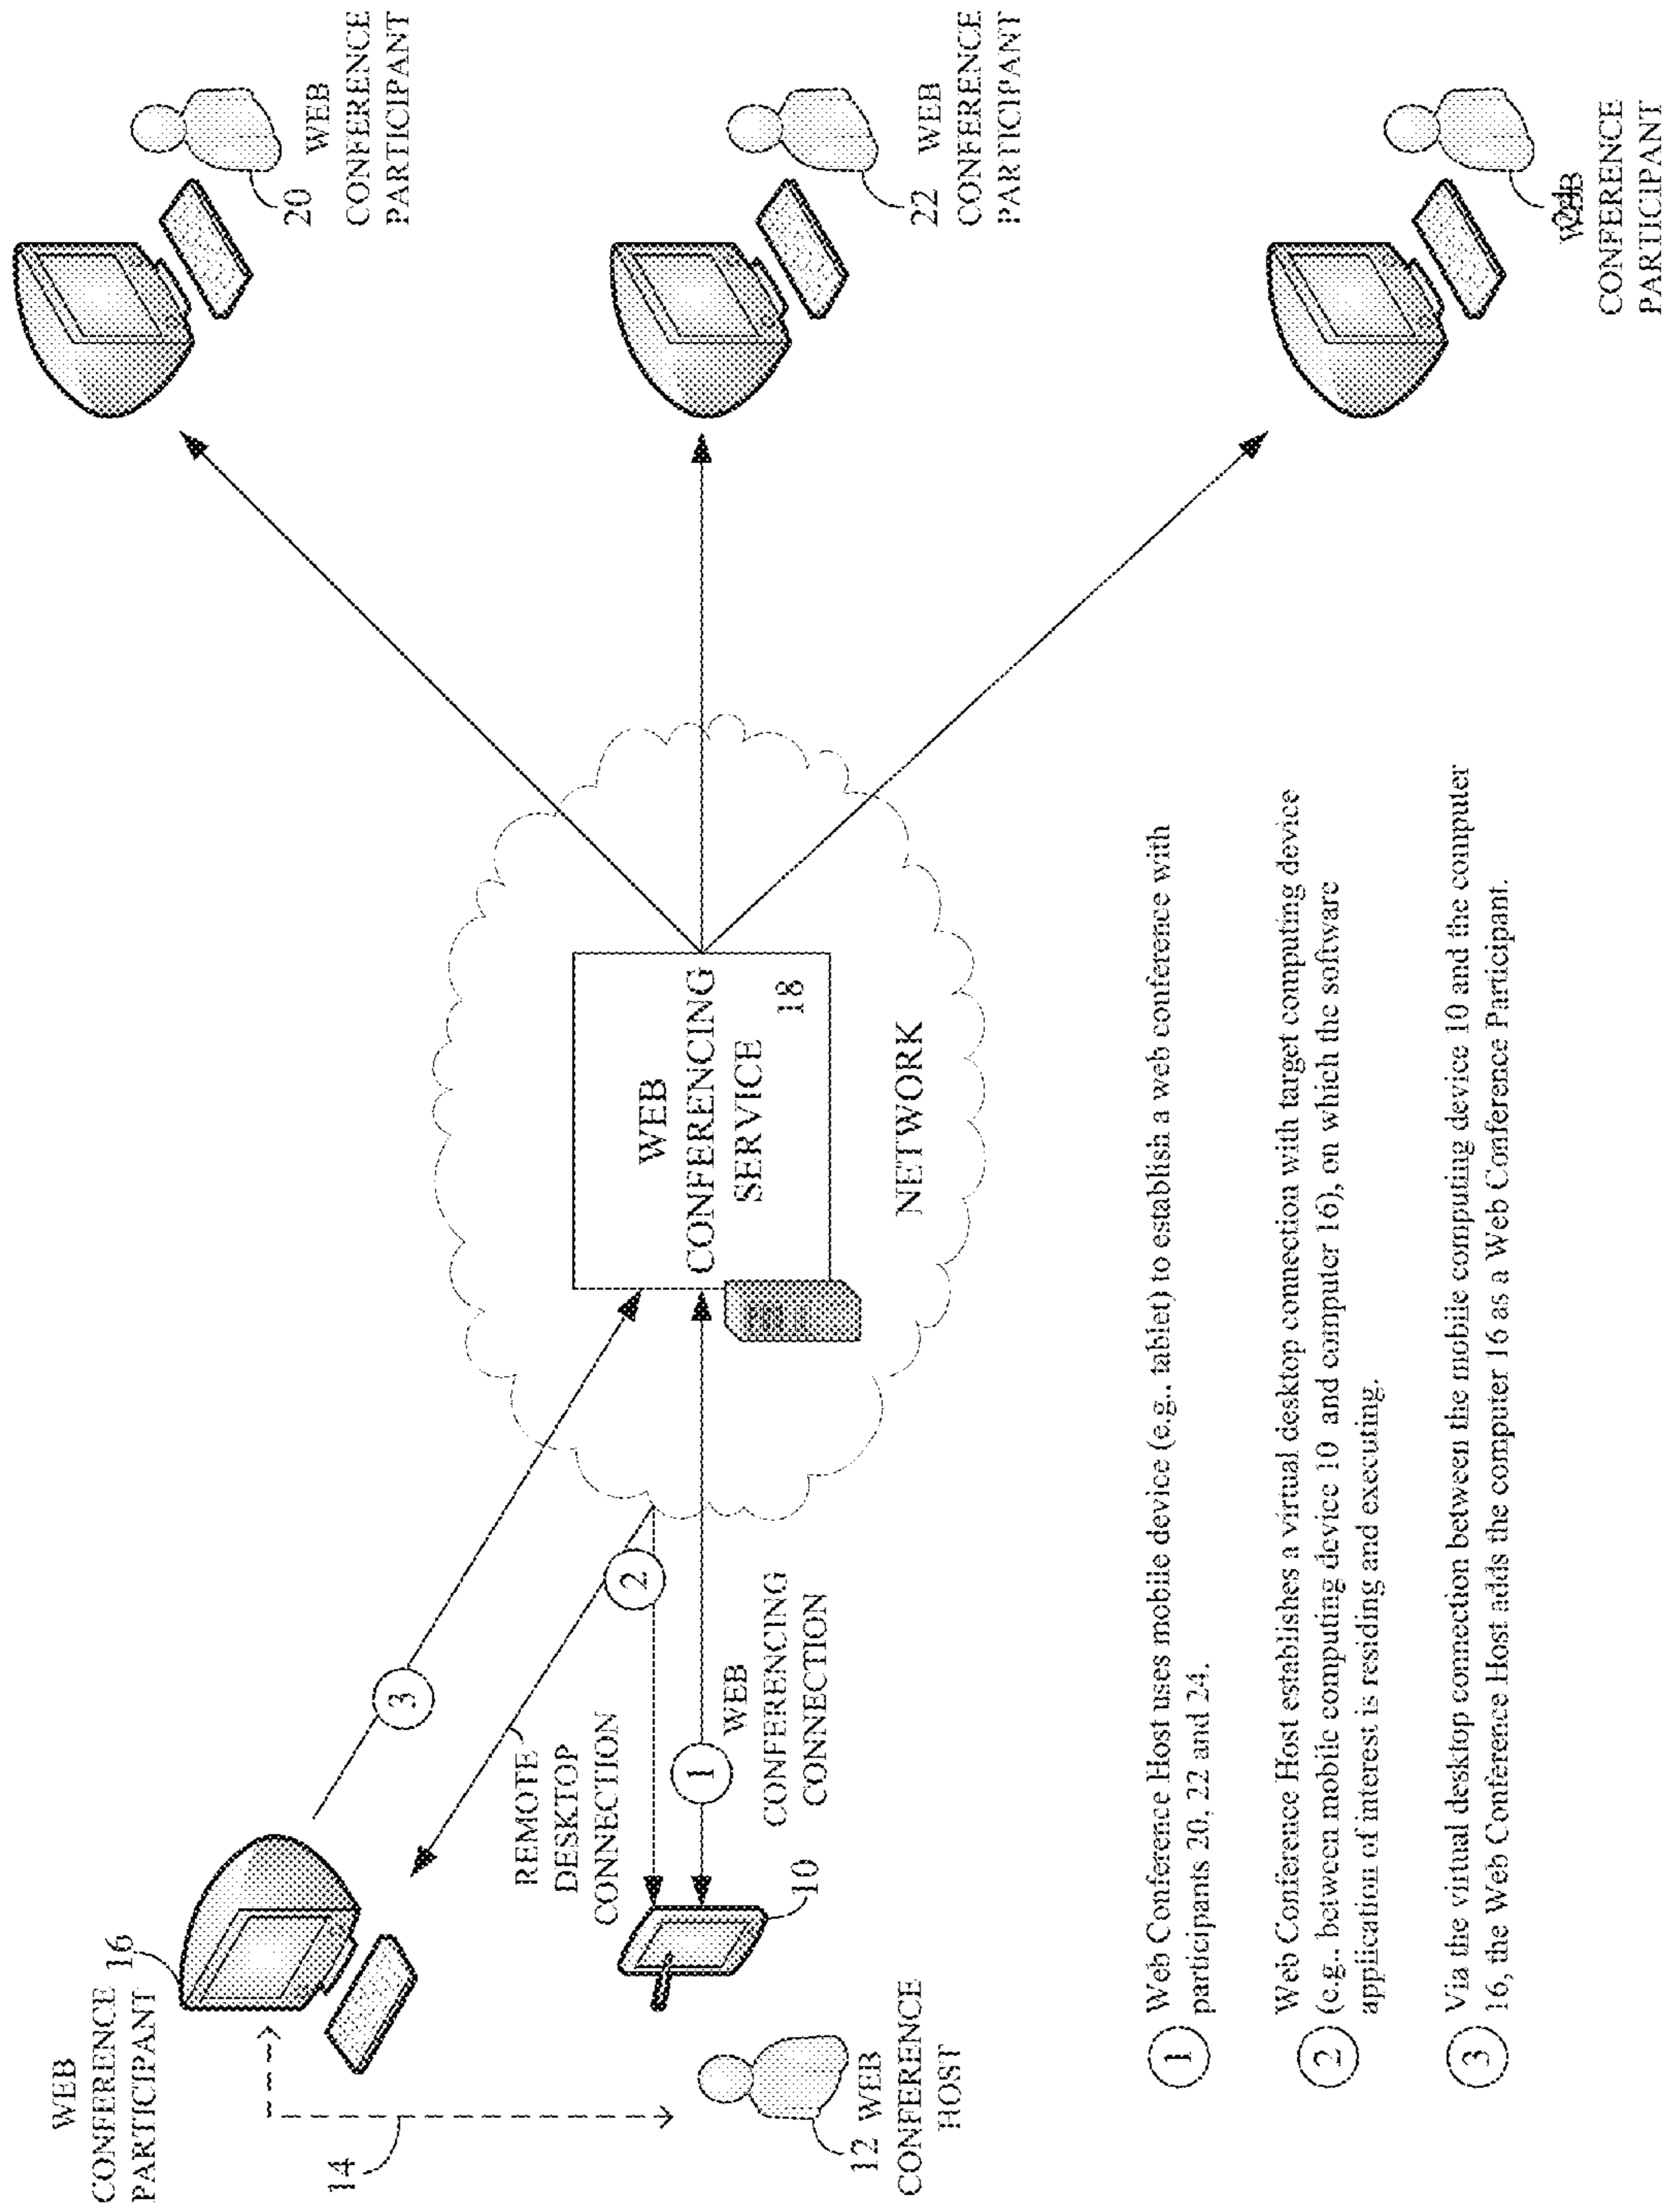 WEB
CONFERENCE
PARTICIPANT
16
14
12 WEB
CONFERENCE
HOST
10
REMOTE
DESKTOP
CONNECTION
3
2
1
WEB
CONFERENCING
CONNECTION
WEB
CONFERENCING
SERVICE
18
NETWORK
20
WEB
CONFERENCE
PARTICIPANT
22 WEB
CONFERENCE
PARTICIPANT
WEB
CONFERENCE
PARTICIPANT
1 Web Conference Host uses mobile device (e.g., tablet) to establish a web conference with
participants 20, 22 and 24.
Web Conference Host establishes a virtual desktop connection with target computing device
2 (e.g., between mobile computing device 10 and computer 16), on which the software
application of interest is residing and executing.
Via the virtual desktop connection between the mobile computing device 10 and the computer
3 16, the Web Conference Host adds the computer 16 as a Web Conference Participant.